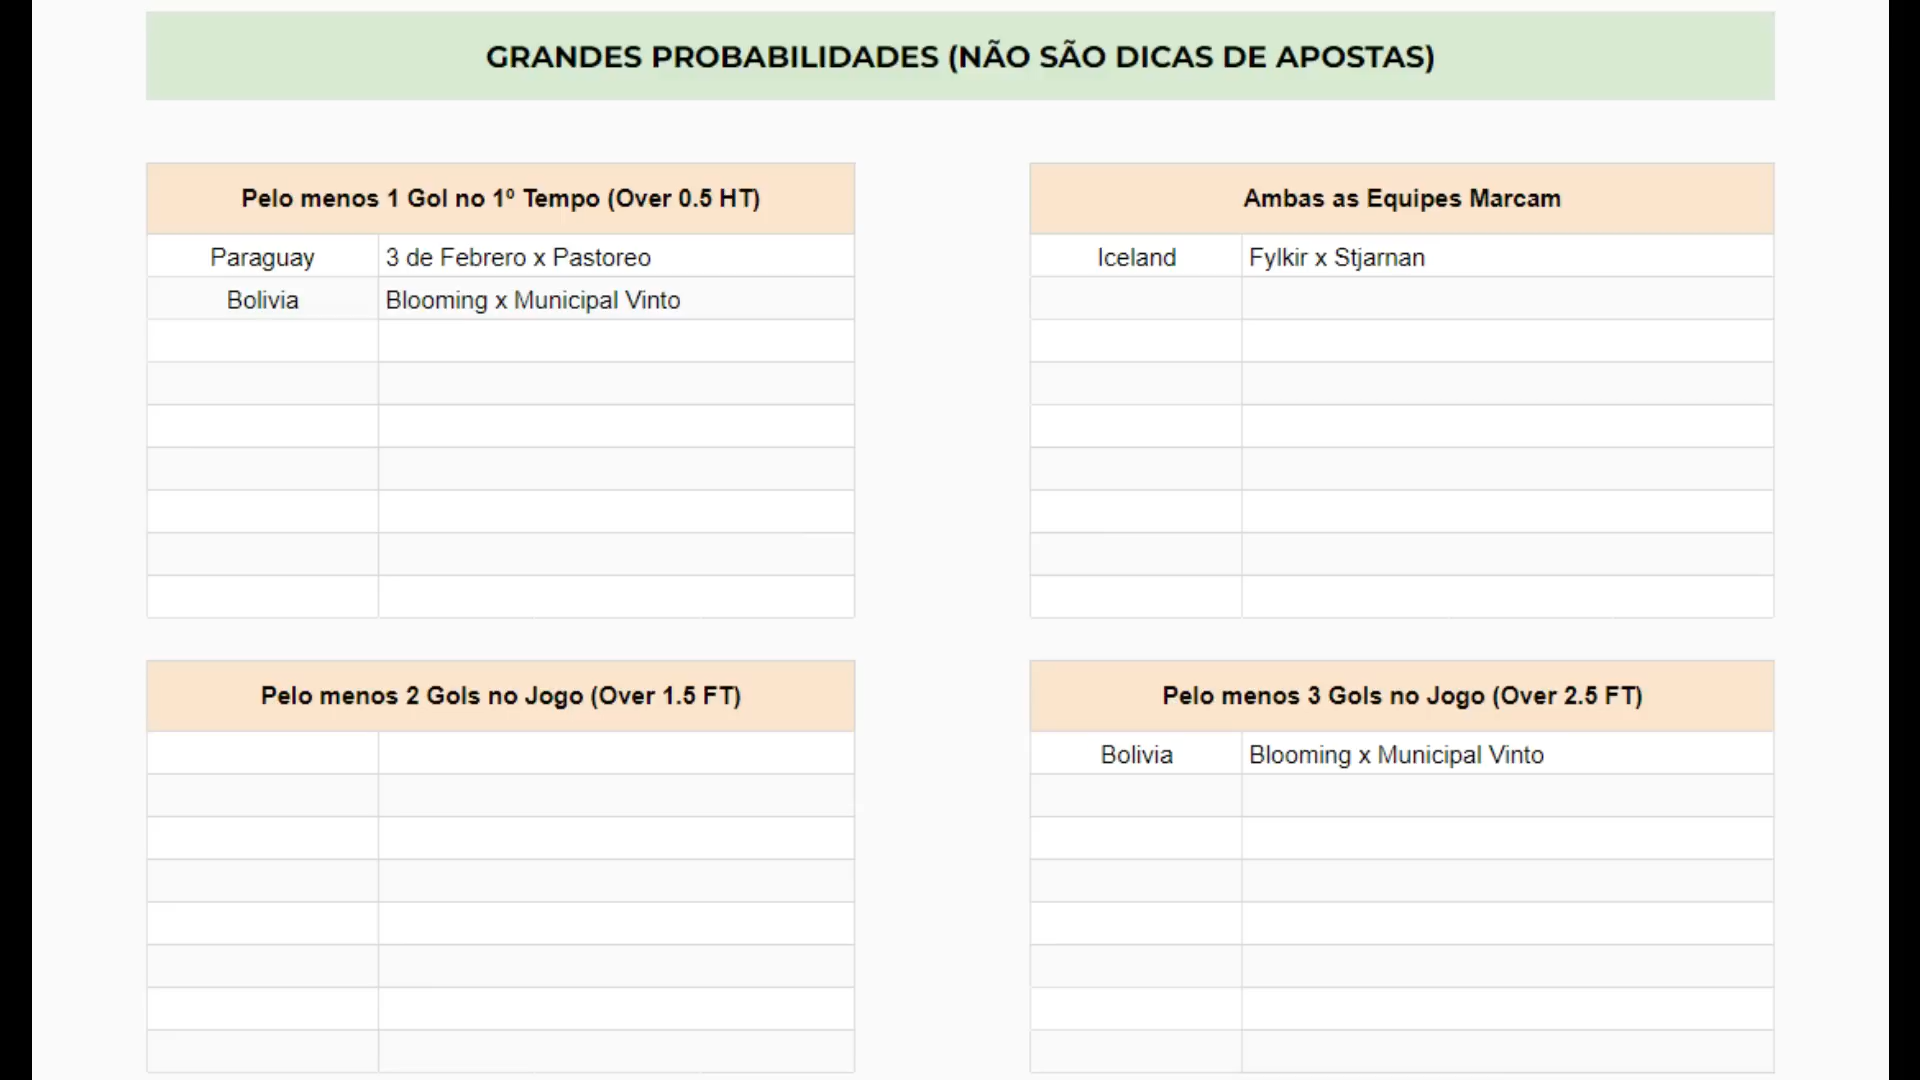 GRANDES PROBABILIDADES (NÃO SÃO DICAS DE APOSTAS)
Pelo menos 1 Gol no 1º Tempo (Over 0.5 HT)
Paraguay 3 de Febrero x Pastoreo
Bolivia Blooming x Municipal Vinto
Ambas as Equipes Marcam
Iceland Fylkir x Stjarnan
Pelo menos 2 Gols no Jogo (Over 1.5 FT)
Pelo menos 3 Gols no Jogo (Over 2.5 FT)
Bolivia Blooming x Municipal Vinto